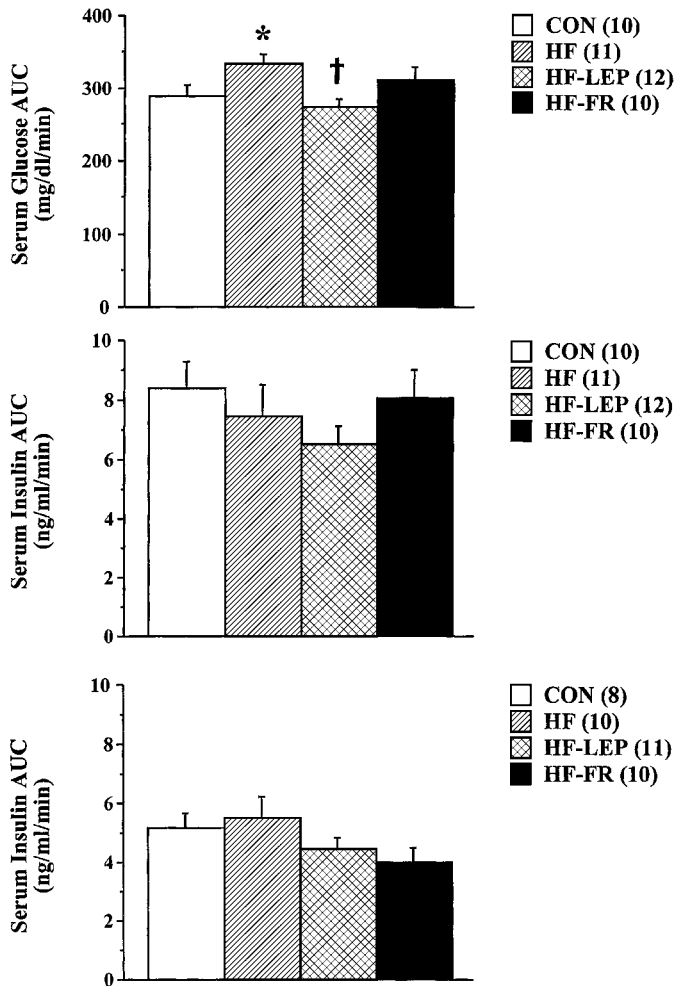 Serum Glucose AUC
(mg/dl/min)
400
300
200
100
0
*
†
CON (10)
HF (11)
HF-LEP (12)
HF-FR (10)
Serum Insulin AUC
(ng/ml/min)
10
8
6
4
2
0
CON (10)
HF (11)
HF-LEP (12)
HF-FR (10)
Serum Insulin AUC
(ng/ml/min)
10
8
6
4
2
0
CON (8)
HF (10)
HF-LEP (11)
HF-FR (10)